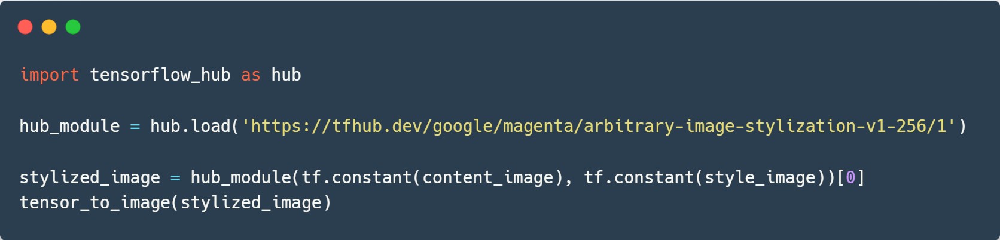 import tensorflow_hub as hub
hub_module = hub.load('https://tfhub.dev/google/magenta/arbitrary-image-stylization-v1-256/1')
stylized_image = hub_module(tf.constant(content_image), tf.constant(style_image))[0]
tensor_to_image(stylized_image)